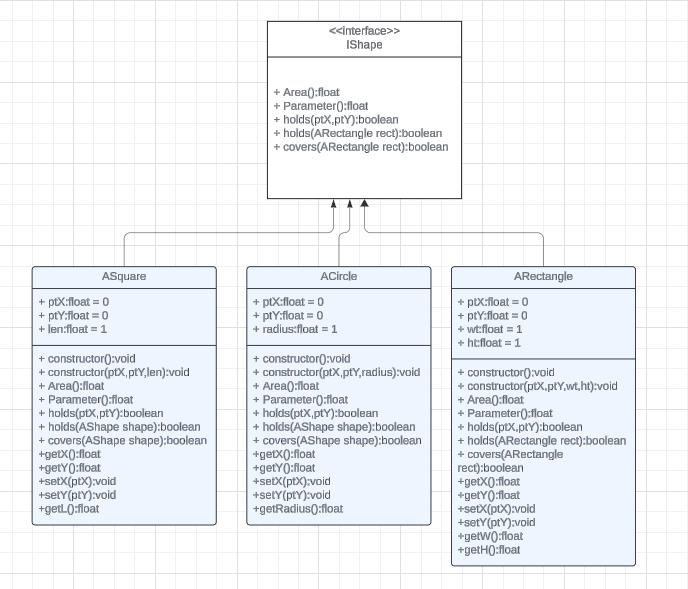 <<interface>>
IShape
+ Area():float
+ Parameter():float
+ holds(ptX,ptY):boolean
+ holds(ARectangle rect):boolean
+ covers(ARectangle rect):boolean
ASquare
+ ptX:float = 0
+ ptY:float = 0
+ len:float = 1
+ constructor():void
+ constructor(ptX,ptY,len):void
+ Area():float
+ Parameter():float
+ holds(ptX,ptY):boolean
+ holds(AShape shape):boolean
+ covers(AShape shape):boolean
+getX():float
+getY():float
+setX(ptX):void
+setY(ptY):void
+getL():float
ACircle
+ ptX:float = 0
+ ptY:float = 0
+ radius:float = 1
+ constructor():void
+ constructor(ptX,ptY,radius):void
+ Area():float
+ Parameter():float
+ holds(ptX,ptY):boolean
+ holds(AShape shape):boolean
+ covers(AShape shape):boolean
+getX():float
+getY():float
+setX(ptX):void
+setY(ptY):void
+getRadius():float
ARectangle
+ ptX:float = 0
+ ptY:float = 0
+ wt:float = 1
+ ht:float = 1
+ constructor():void
+ constructor(ptX,ptY,wt,ht):void
+ Area():float
+ Parameter():float
+ holds(ptX,ptY):boolean
+ holds(ARectangle rect):boolean
+ covers(ARectangle
rect):boolean
+getX():float
+getY():float
+setX(ptX):void
+setY(ptY):void
+getW():float
+getH():float